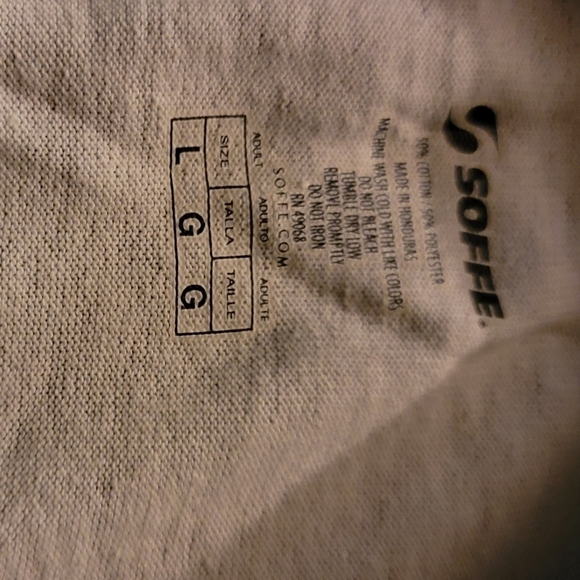 SOFFE
50% COTTON 50% POLYESTER
MADE IN HONDURAS
MACHINE WASH COLD WITH LIKE COLORS
DO NOT BLEACH
TUMBLE DRY LOW
REMOVE PROMPTLY
DO NOT IRON
RN 49068
SOFFE.COM
ADULT ADULTO ADULTE
SIZE TALLA TAILLE
L G G